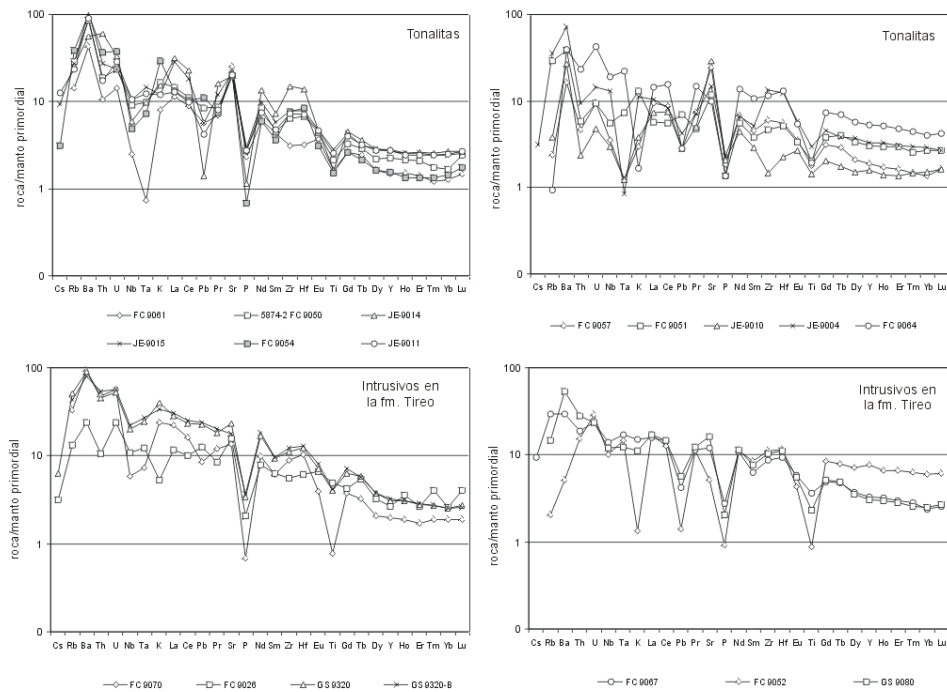 Tonalitas
roca/manto primordial
100
10
1
0
Cs Rb Ba Th U Nb Ta K La Ce Pb Pr Sr P Nd Sm Zr Hf Eu Ti Gd Tb Dy Y Ho Er Tm Yb Lu
FC 9061 5874-2 FC 9050 JE-9014
JE-9015 FC 9054 JE-9011
Tonalitas
roca/manto primordial
100
10
1
0
Cs Rb Ba Th U Nb Ta K La Ce Pb Pr Sr P Nd Sm Zr Hf Eu Ti Gd Tb Dy Y Ho Er Tm Yb Lu
FC 9057 FC 9051 JE-9010 JE-9004 FC 9064
Intrusivos en
la fm. Tireo
roca/manto primordial
100
10
1
0
Cs Rb Ba Th U Nb Ta K La Ce Pb Pr Sr P Nd Sm Zr Hf Eu Ti Gd Tb Dy Y Ho Er Tm Yb Lu
FC 9070 FC 9026 GS 9320 GS 9320-B
Intrusivos en
la fm. Tireo
roca/manto primordial
100
10
1
0
Cs Rb Ba Th U Nb Ta K La Ce Pb Pr Sr P Nd Sm Zr Hf Eu Ti Gd Tb Dy Y Ho Er Tm Yb Lu
FC 9067 FC 9052 GS 9080